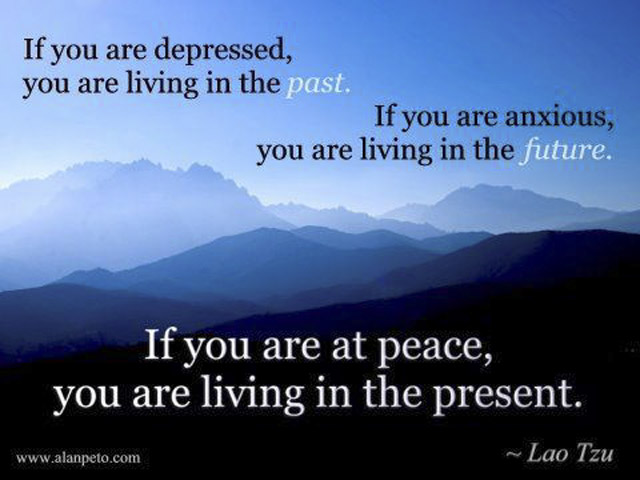 If you are depressed,
you are living in the past.
If you are anxious,
you are living in the future.
If you are at peace,
you are living in the present.
www.alanpeto.com
~ Lao Tzu